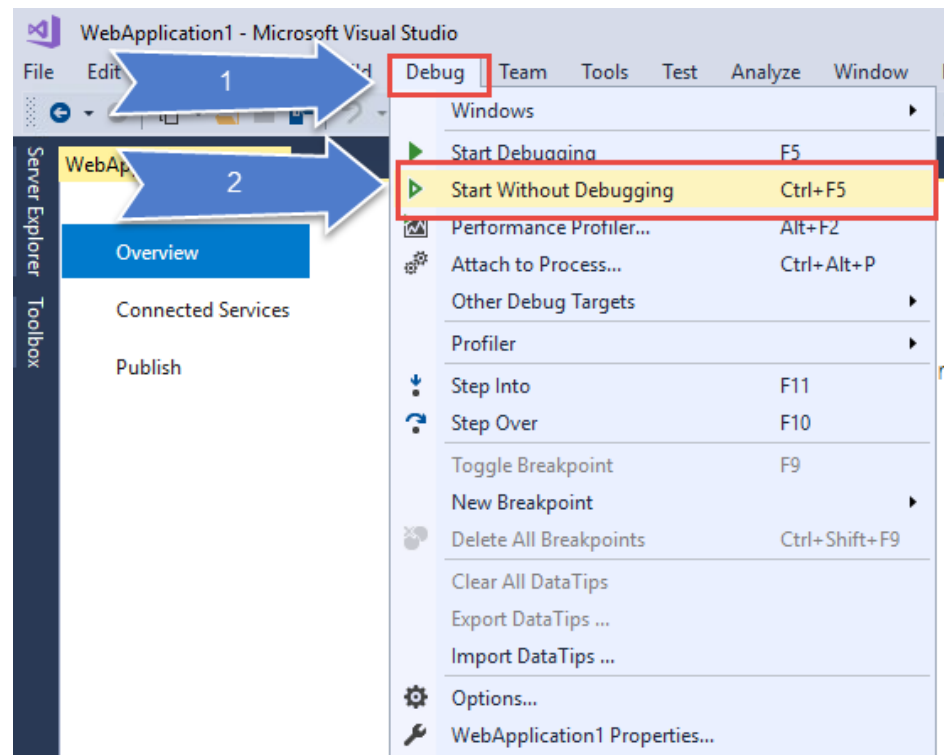 WebApplication1 - Microsoft Visual Studio
File Edit Debug Team Tools Test Analyze Window
1
Windows
Start Debugging F5
2
Start Without Debugging Ctrl+F5
Performance Profiler... Alt+F2
Attach to Process... Ctrl+Alt+P
Other Debug Targets
Profiler
Step Into F11
Step Over F10
Toggle Breakpoint F9
New Breakpoint
Delete All Breakpoints Ctrl+Shift+F9
Clear All DataTips
Export DataTips ...
Import DataTips ...
Options...
WebApplication1 Properties...
Server Explorer
Toolbox
Overview
Connected Services
Publish